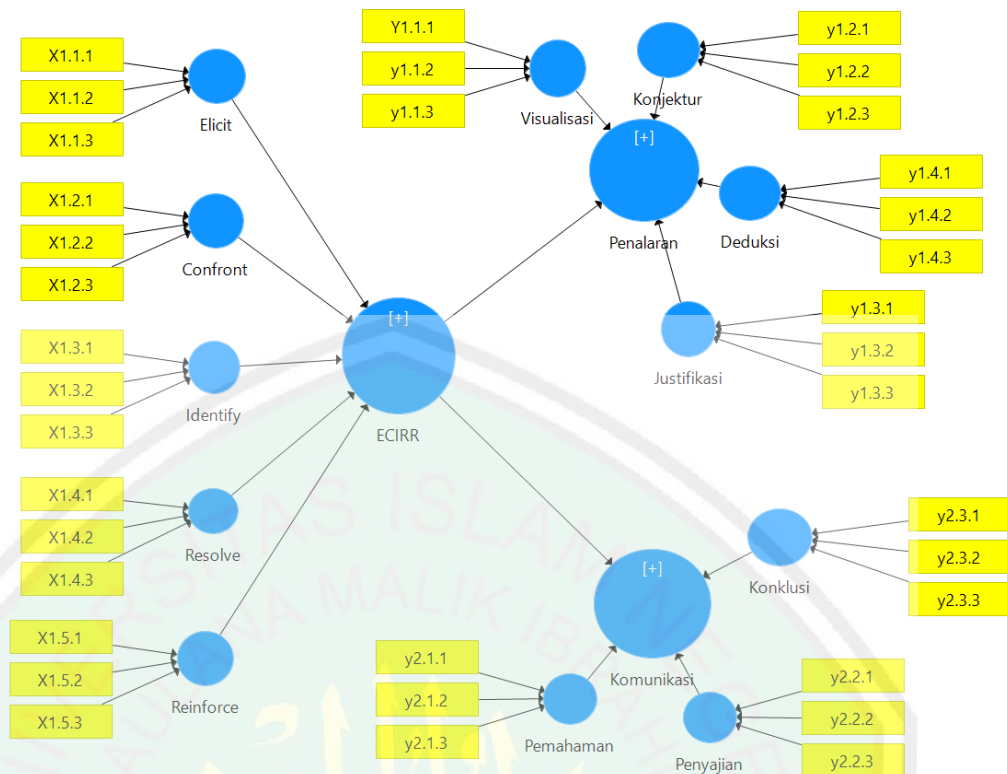 X1.1.1
X1.1.2
X1.1.3
Elicit
X1.2.1
X1.2.2
X1.2.3
Confront
X1.3.1
X1.3.2
X1.3.3
Identify
X1.4.1
X1.4.2
X1.4.3
Resolve
X1.5.1
X1.5.2
X1.5.3
Reinforce
[+]
ECIRR
Y1.1.1
y1.1.2
y1.1.3
Visualisasi
y1.2.1
y1.2.2
y1.2.3
Konjektur
[+]
Penalaran
y1.4.1
y1.4.2
y1.4.3
Deduksi
y1.3.1
y1.3.2
y1.3.3
Justifikasi
[+]
Komunikasi
y2.3.1
y2.3.2
y2.3.3
Konklusi
y2.1.1
y2.1.2
y2.1.3
Pemahaman
y2.2.1
y2.2.2
y2.2.3
Penyajian